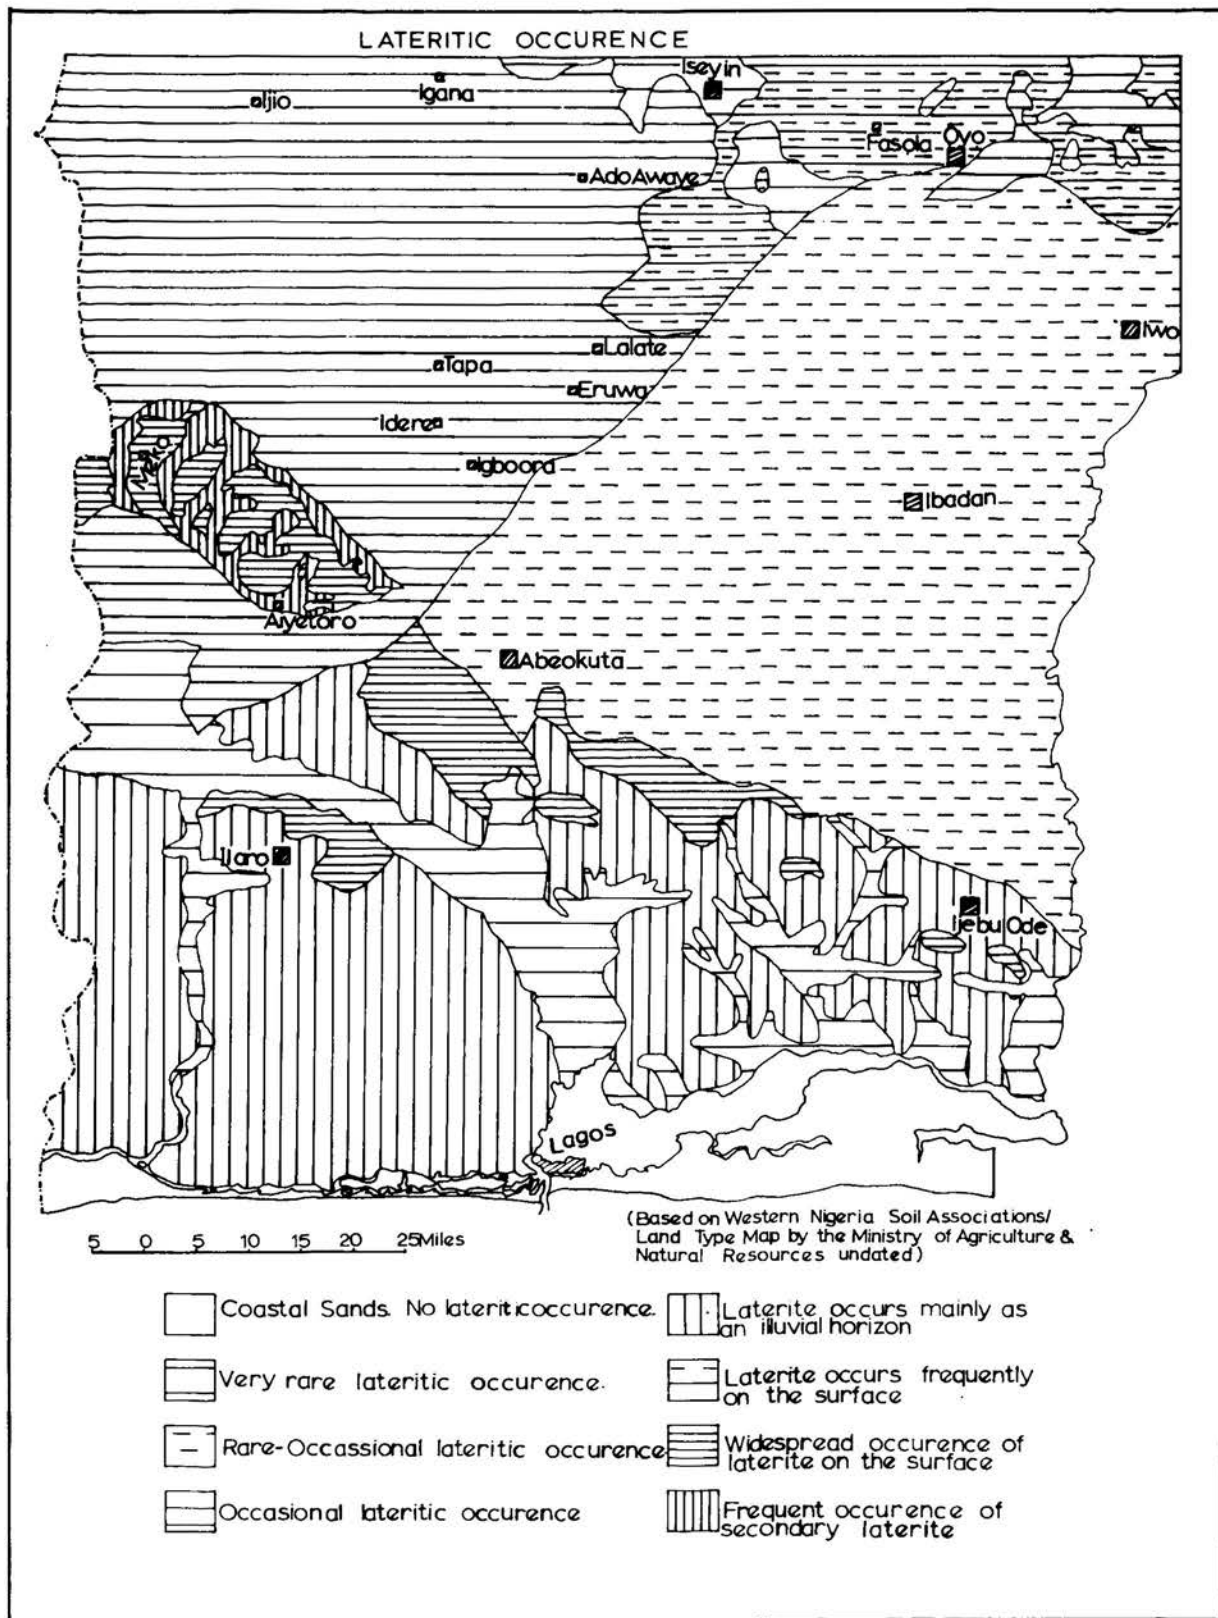 LATERITIC OCCURENCE
Iseyin
Igana
Ijio
Fasola
Oyo
AdoAwaye
Iwo
Lalate
Tapa
Eruwa
Idere
Igboora
Ibadan
Aiyetoro
Abeokuta
Ilaro
Ijebu Ode
Lagos
(Based on Western Nigeria Soil Associations/
Land Type Map by the Ministry of Agriculture &
Natural Resources undated)
5 0 5 10 15 20 25Miles
Coastal Sands. No lateritic occurence.
Laterite occurs mainly as
an illuvial horizon
Very rare lateritic occurence.
Laterite occurs frequently
on the surface
Rare-Occassional lateritic occurence
Widespread occurence of
laterite on the surface
Occasional lateritic occurence
Frequent occurence of
secondary laterite